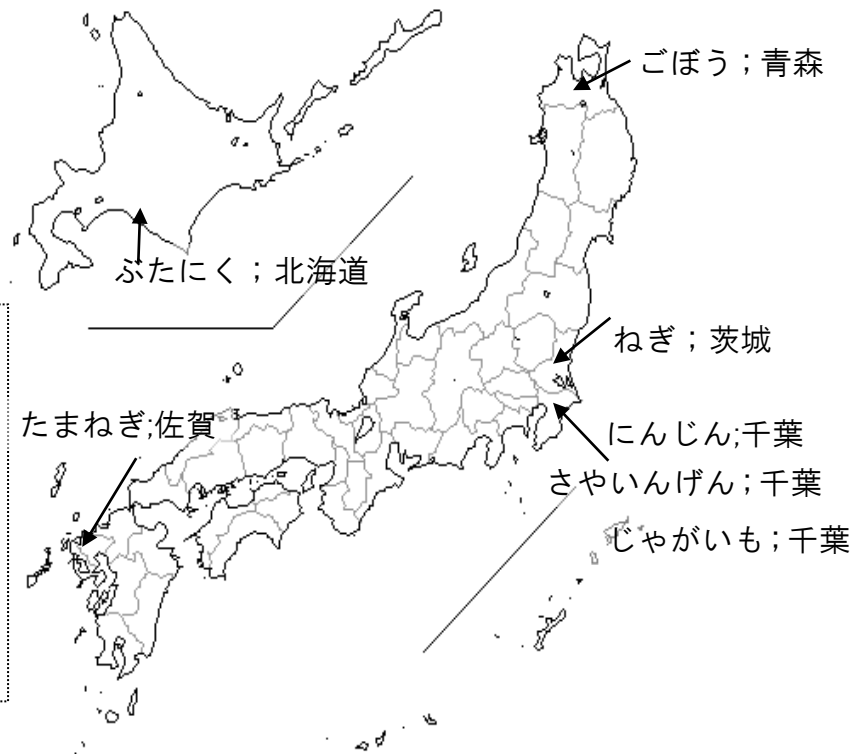 ごぼう；青森
ぶたにく；北海道
ねぎ；茨城
たまねぎ;佐賀
にんじん;千葉
さやいんげん；千葉
じゃがいも；千葉